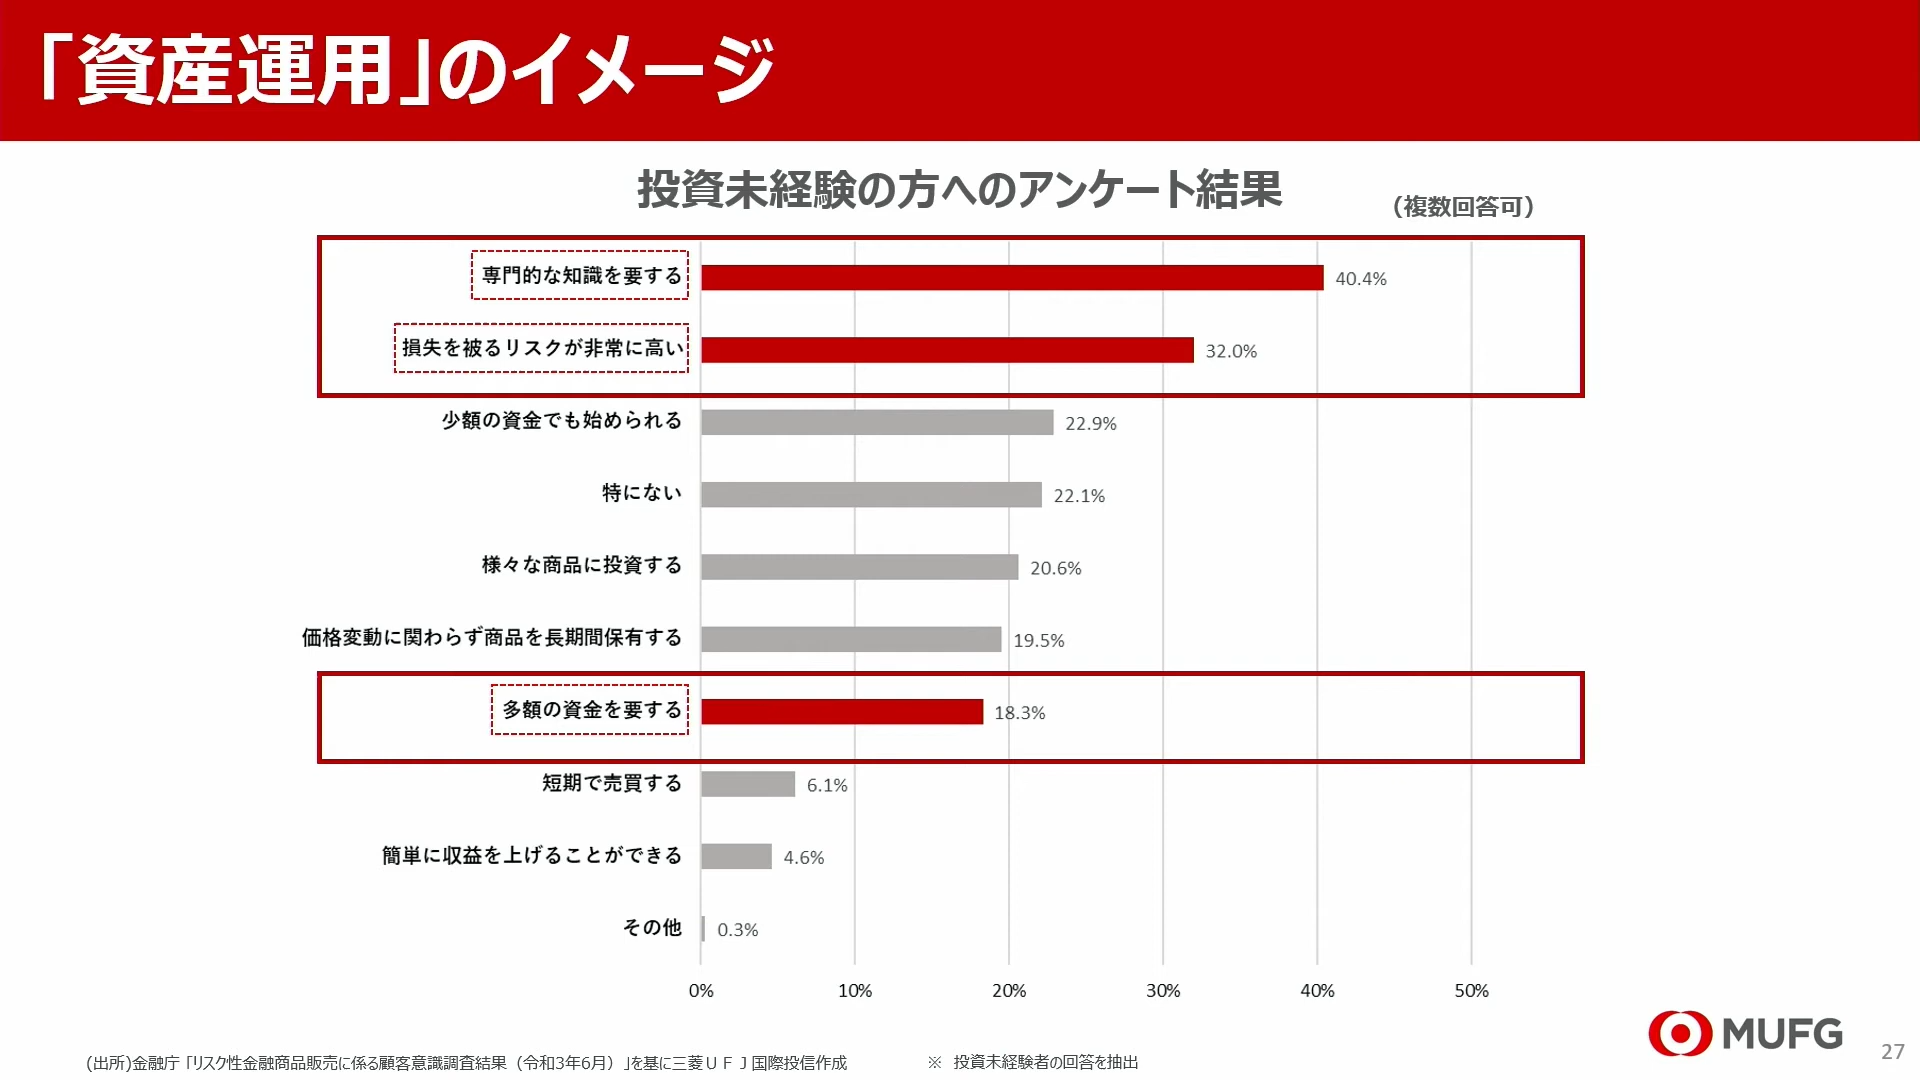 「資産運用」のイメージ
投資未経験の方へのアンケート結果
（複数回答可）
専門的な知識を要する 40.4%
損失を被るリスクが非常に高い 32.0%
少額の資金でも始められる 22.9%
特にない 22.1%
様々な商品に投資する 20.6%
価格変動に関わらず商品を長期間保有する 19.5%
多額の資金を要する 18.3%
短期で売買する 6.1%
簡単に収益を上げることができる 4.6%
その他 0.3%
0% 10% 20% 30% 40% 50%
MUFG
(出所)金融庁「リスク性金融商品販売に係る顧客意識調査結果（令和3年6月）」を基に三菱ＵＦＪ国際投信作成 ※ 投資未経験者の回答を抽出
27